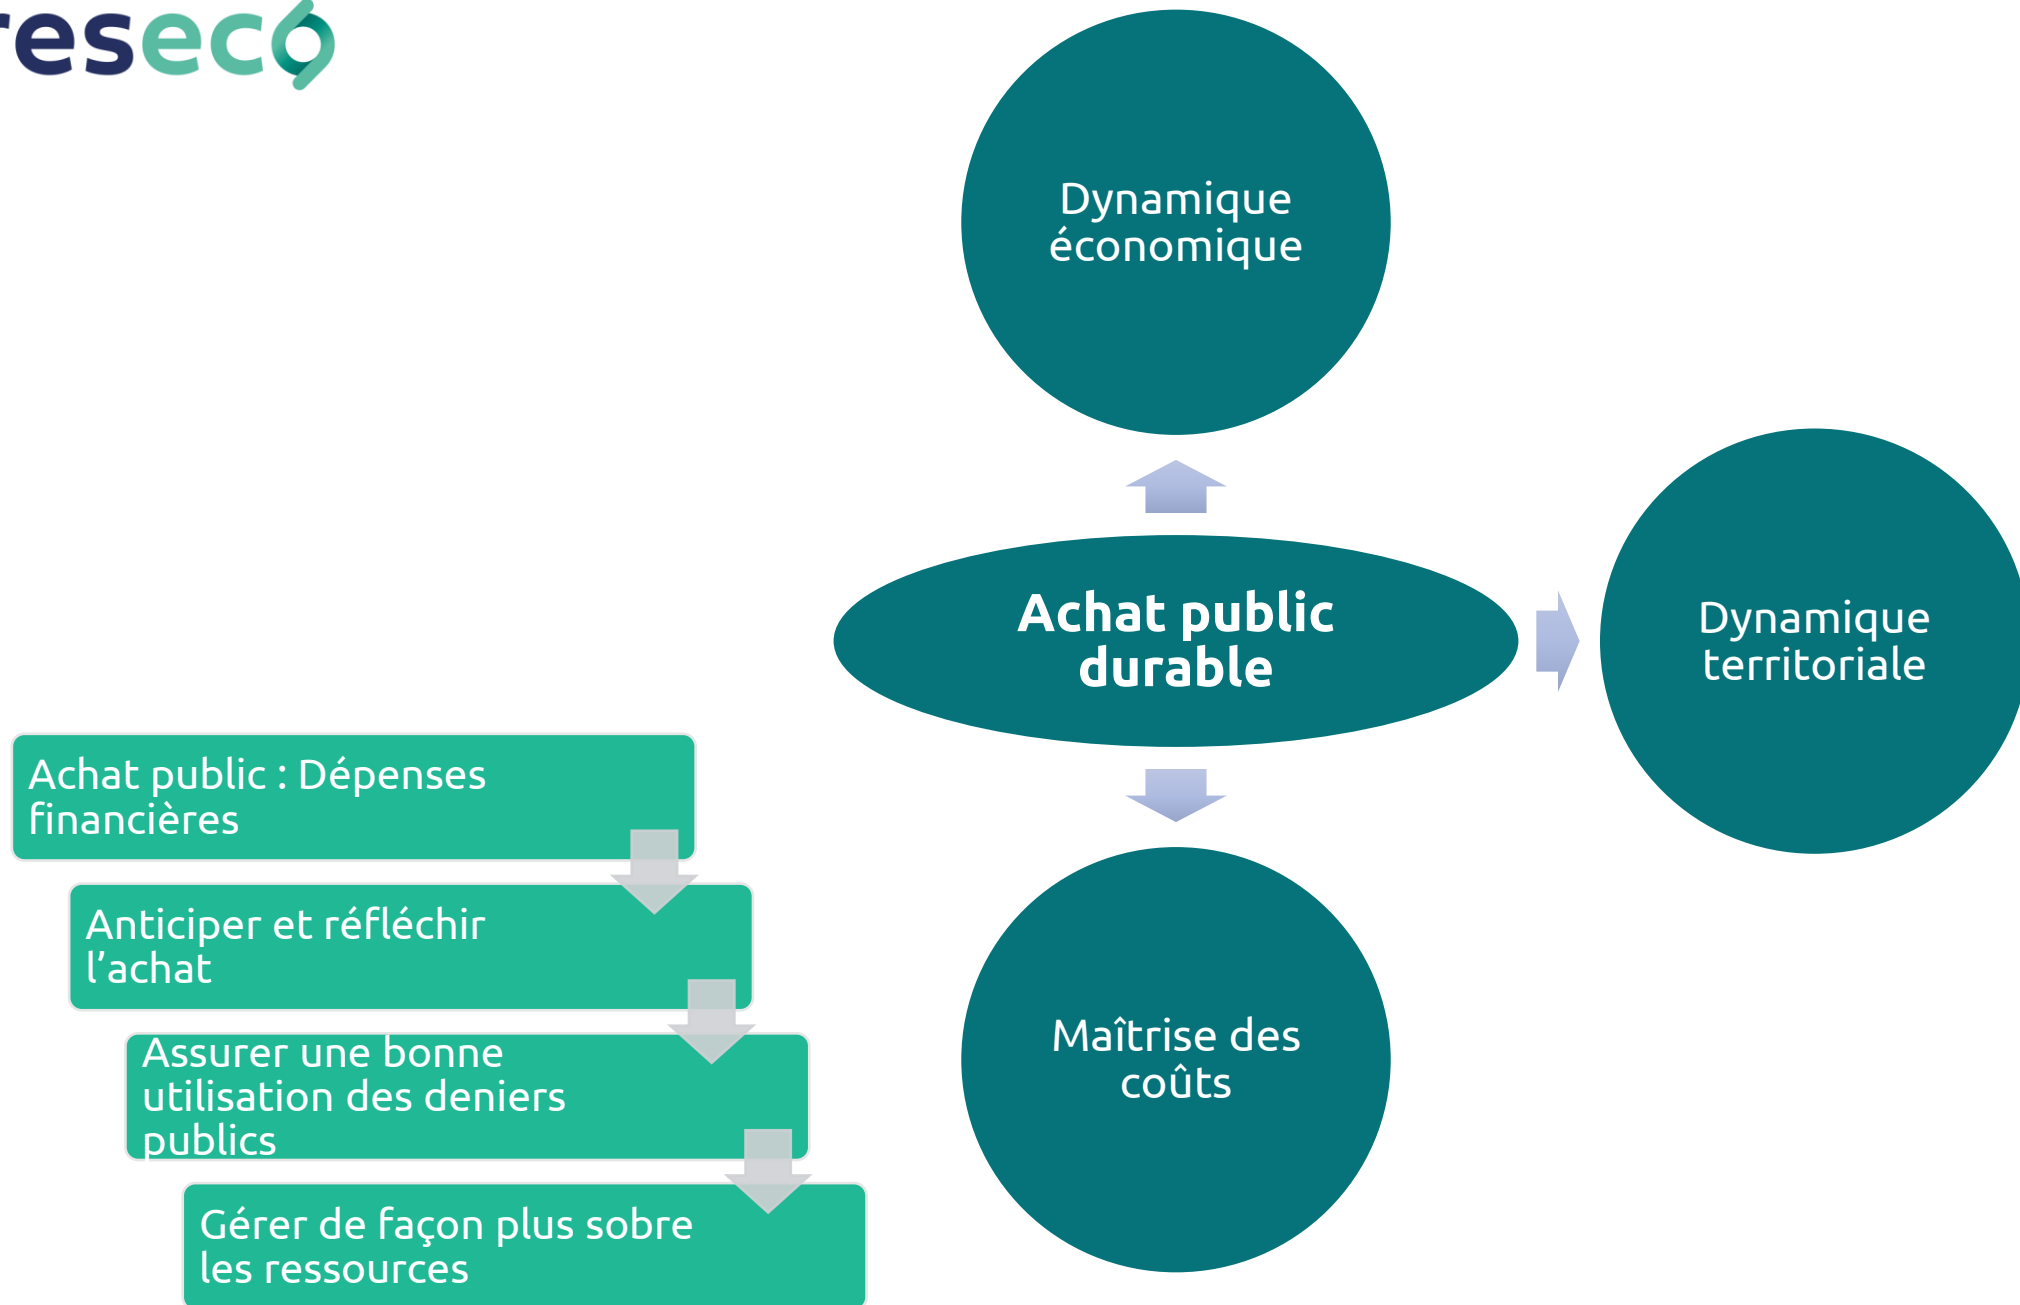 reseco
Dynamique
économique
Achat public
durable
Dynamique
territoriale
Maîtrise des
coûts
Achat public : Dépenses
financières
Anticiper et réfléchir
l’achat
Assurer une bonne
utilisation des deniers
publics
Gérer de façon plus sobre
les ressources